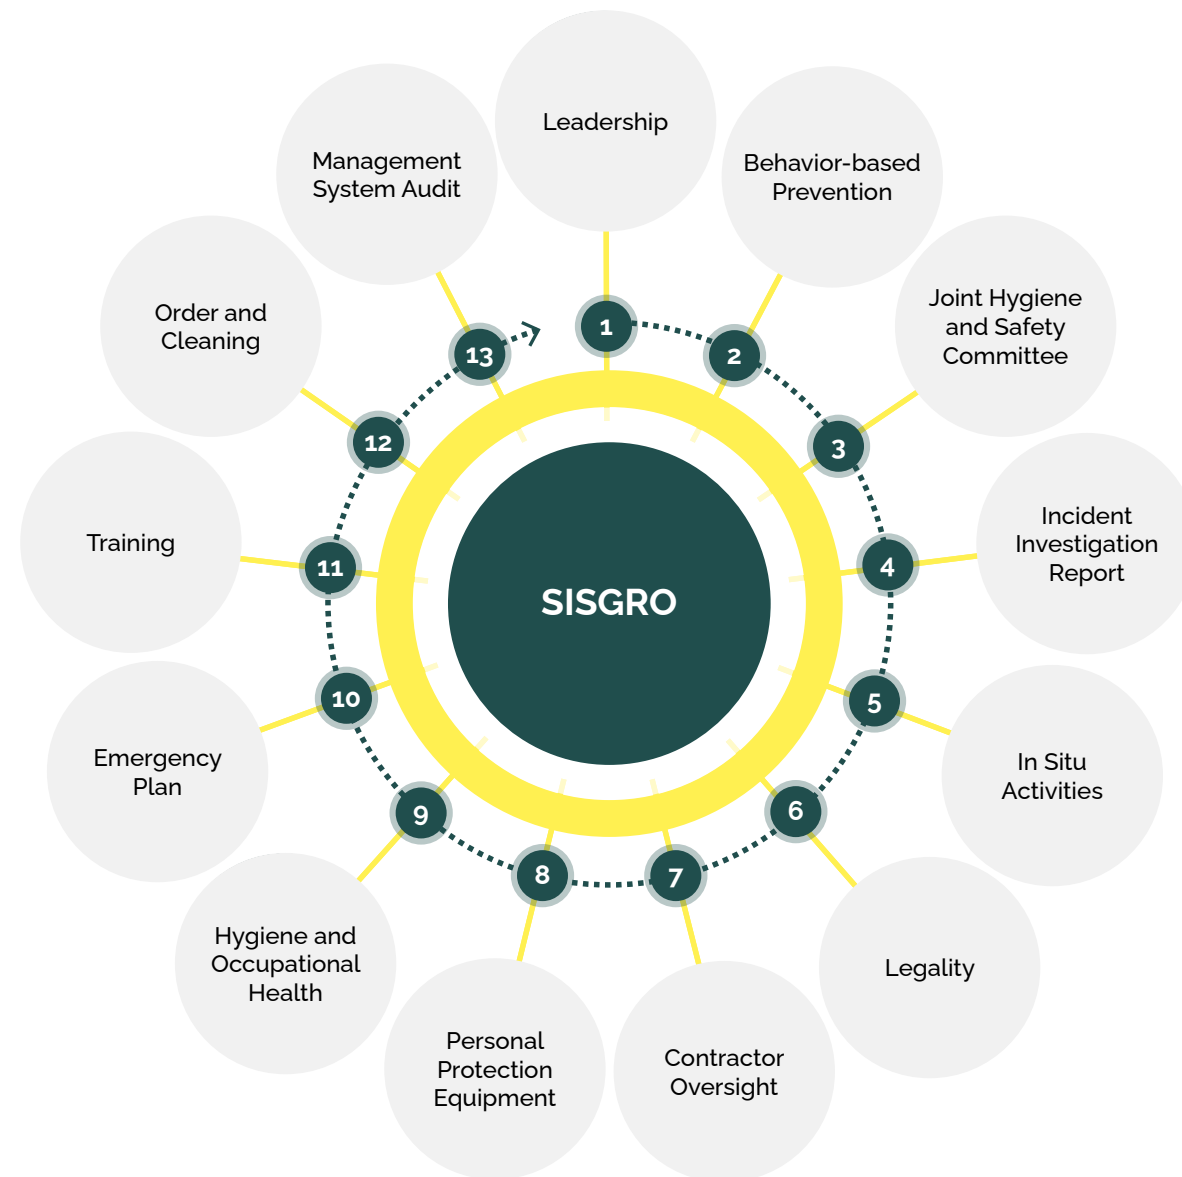 1
Leadership
2
Behavior-based
Prevention
3
Joint Hygiene
and Safety
Committee
4
Incident
Investigation
Report
5
In Situ
Activities
6
Legality
7
Contractor
Oversight
8
Personal
Protection
Equipment
9
Hygiene and
Occupational
Health
10
Emergency
Plan
11
Training
12
Order and
Cleaning
13
Management
System Audit
SISGRO